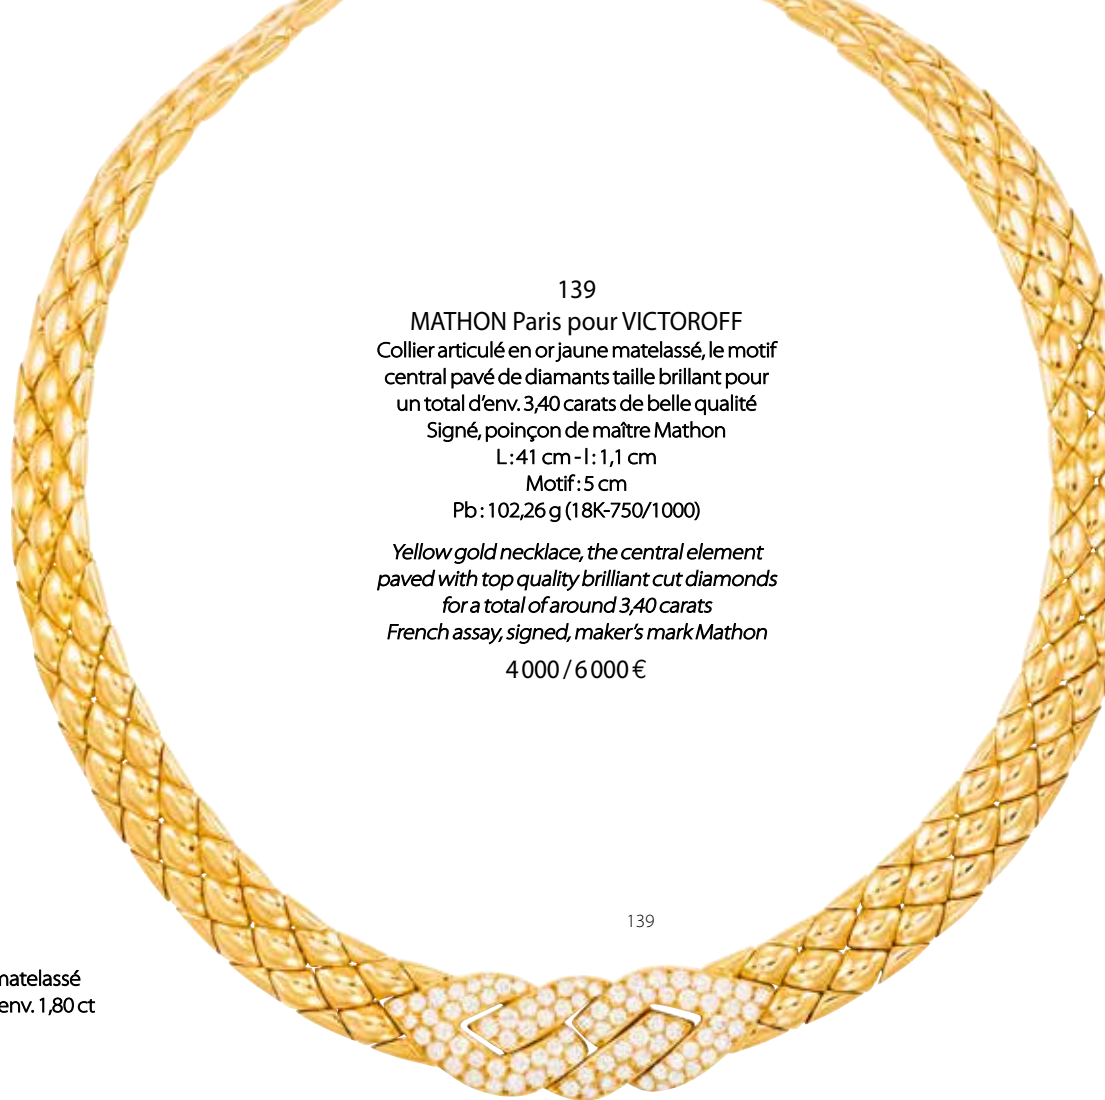 139
MATHON Paris pour VICTOROFF
Collier articulé en or jaune matelassé, le motif
central pavé de diamants taille brillant pour
un total d'env. 3,40 carats de belle qualité
Signé, poinçon de maître Mathon
L : 41 cm - l : 1,1 cm
Motif : 5 cm
Pb : 102,26 g (18K-750/1000)
Yellow gold necklace, the central element
paved with top quality brilliant cut diamonds
for a total of around 3,40 carats
French assay, signed, maker's mark Mathon
4 000 / 6 000 €
139
matelassé
env. 1,80 ct